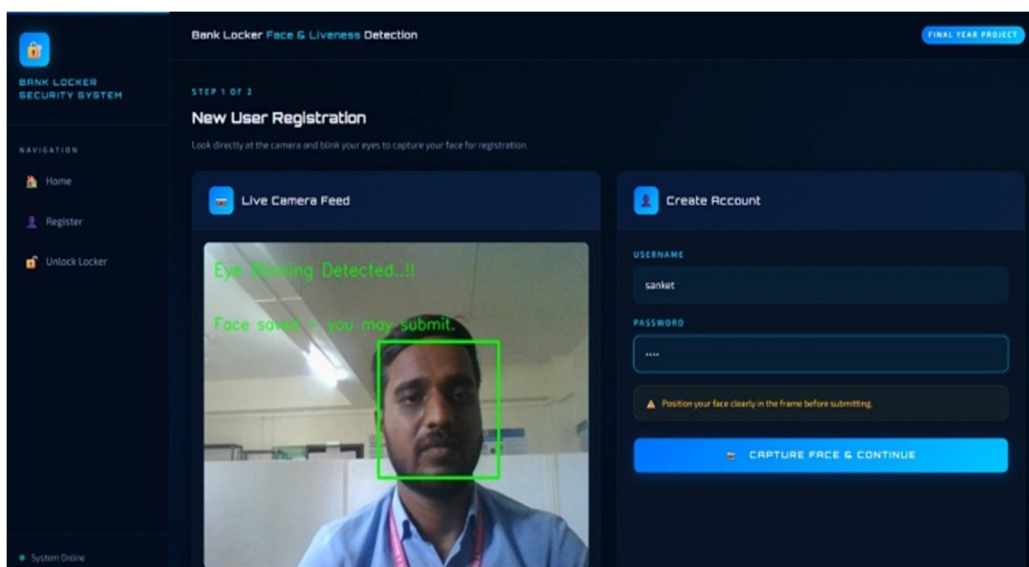 BANK LOCKER
SECURITY SYSTEM
NAVIGATION
Home
Register
Unlock Locker
System Online
Bank Locker Face & Liveness Detection
FINAL YEAR PROJECT
STEP 1 OF 2
New User Registration
Look directly at the camera and blink your eyes to capture your face for registration.
Live Camera Feed
Eye Blinking Detected..!!
Face saved - you may submit.
Create Account
USERNAME
sanket
PASSWORD
••••
Position your face clearly in the frame before submitting.
CAPTURE FACE & CONTINUE